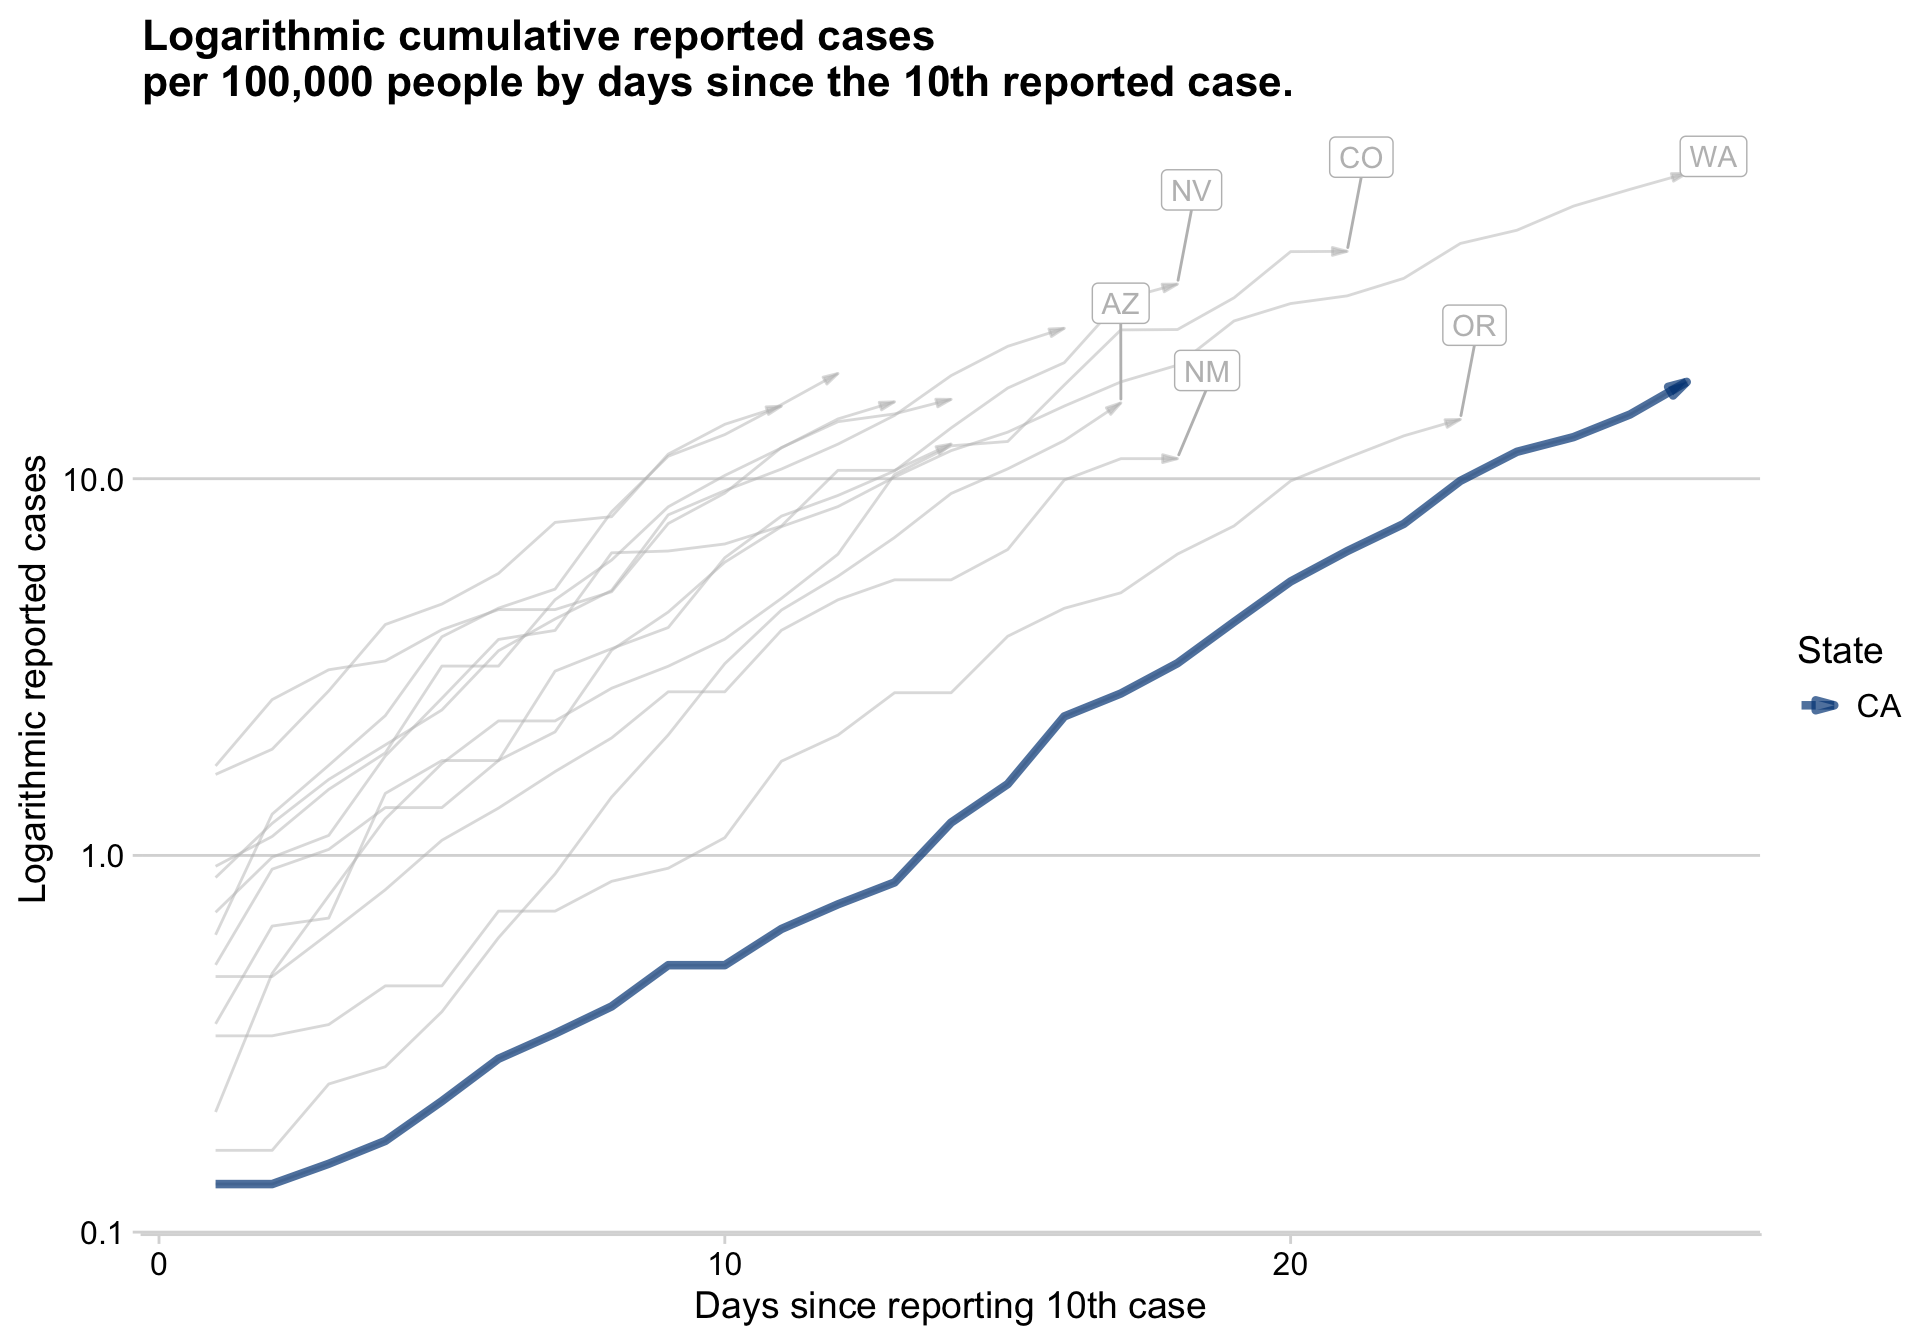 Logarithmic cumulative reported cases
per 100,000 people by days since the 10th reported case.
CO
WA
NV
AZ
OR
NM
Logarithmic reported cases
10.0
1.0
0.1
State
CA
0
10
20
Days since reporting 10th case